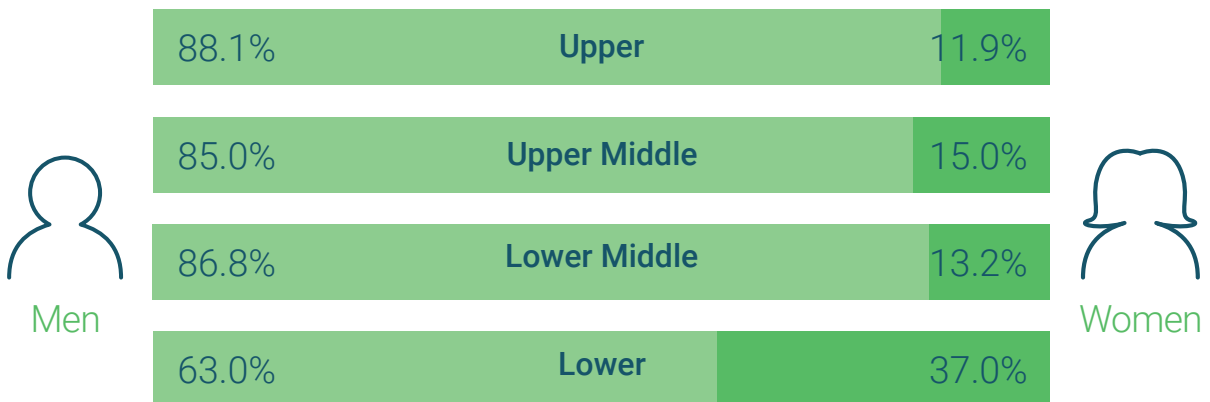 88.1% Upper 11.9%
85.0% Upper Middle 15.0%
86.8% Lower Middle 13.2%
Men Women
63.0% Lower 37.0%